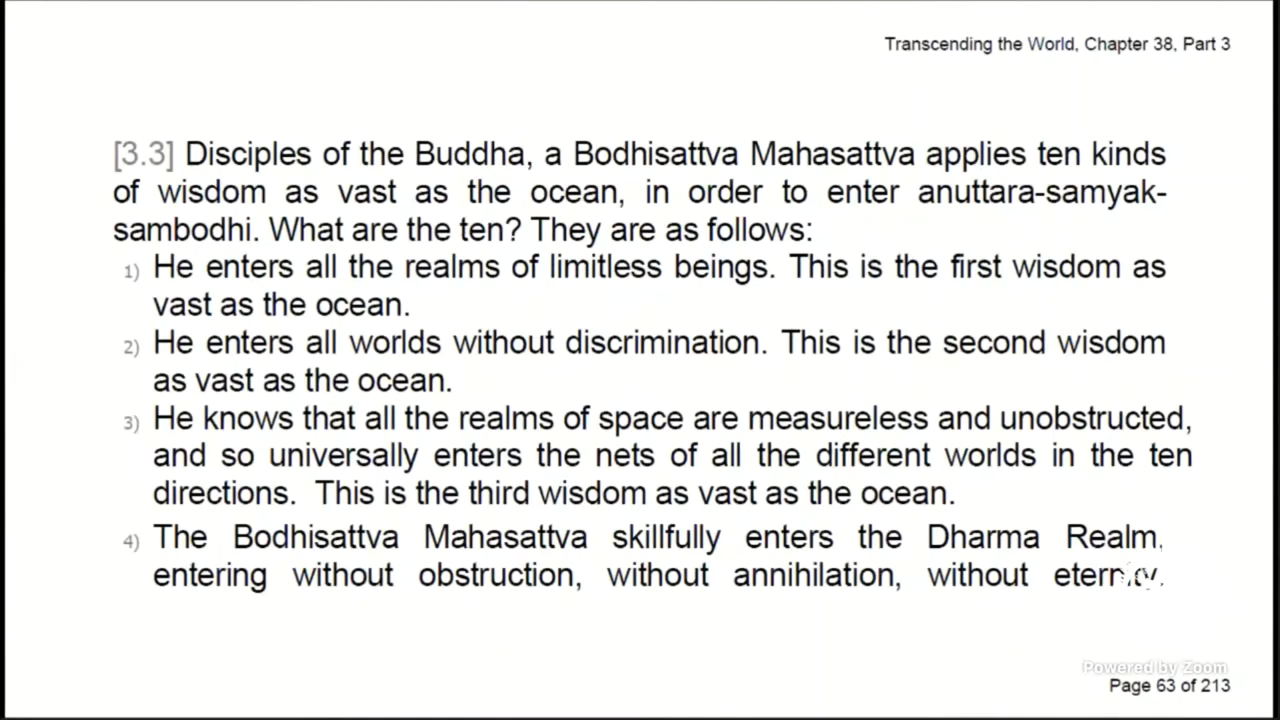 Transcending the World, Chapter 38, Part 3
[3.3] Disciples of the Buddha, a Bodhisattva Mahasattva applies ten kinds
of wisdom as vast as the ocean, in order to enter anuttara-samyak-
sambodhi. What are the ten? They are as follows:
1) He enters all the realms of limitless beings. This is the first wisdom as
vast as the ocean.
2) He enters all worlds without discrimination. This is the second wisdom
as vast as the ocean.
3) He knows that all the realms of space are measureless and unobstructed,
and so universally enters the nets of all the different worlds in the ten
directions. This is the third wisdom as vast as the ocean.
4) The Bodhisattva Mahasattva skillfully enters the Dharma Realm,
entering without obstruction, without annihilation, without eternity,
Powered by Zoom
Page 63 of 213